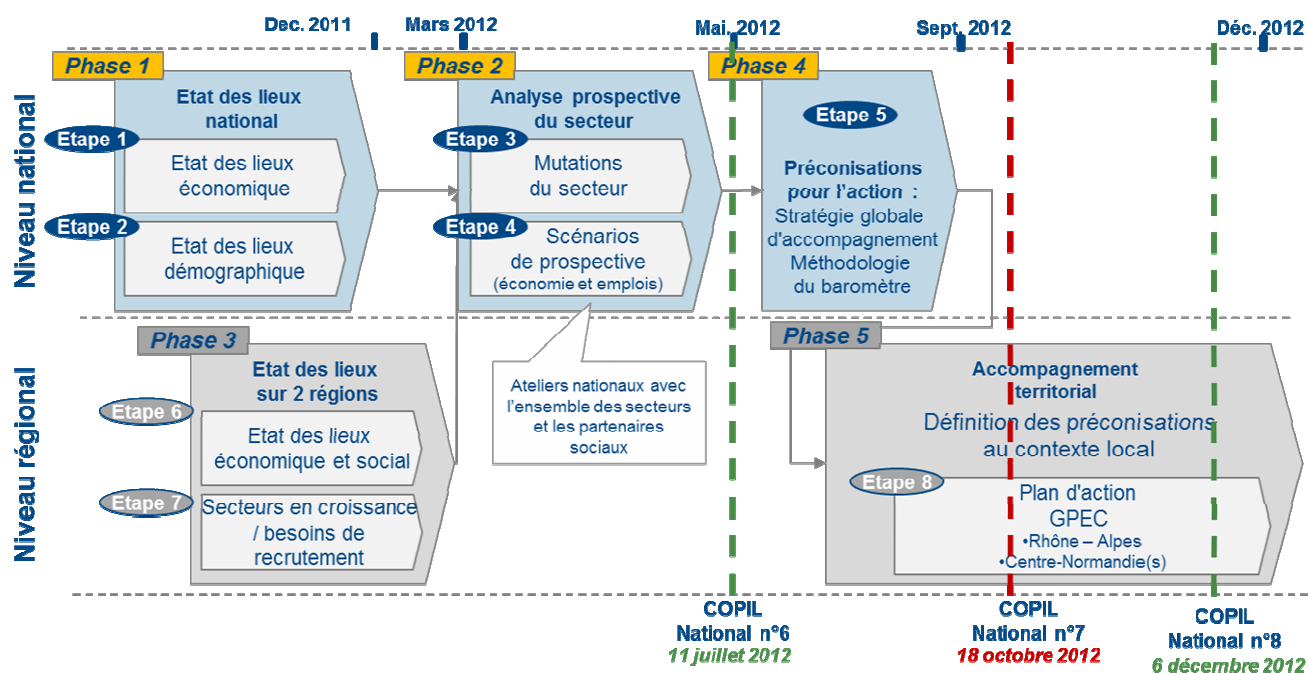 Dec. 2011
Mars 2012
Mai. 2012
Sept. 2012
Déc. 2012
Niveau national
Phase 1
Etat des lieux
national
Etape 1
Etat des lieux
économique
Etape 2
Etat des lieux
démographique
Phase 2
Analyse prospective
du secteur
Etape 3
Mutations
du secteur
Etape 4
Scénarios
de prospective
(économie et emplois)
Phase 4
Etape 5
Préconisations
pour l'action :
Stratégie globale
d'accompagnement
Méthodologie
du baromètre
Niveau régional
Phase 3
Etat des lieux
sur 2 régions
Etape 6
Etat des lieux
économique et social
Etape 7
Secteurs en croissance
/ besoins de
recrutement
Ateliers nationaux avec
l'ensemble des secteurs
et les partenaires
sociaux
Phase 5
Accompagnement
territorial
Définition des préconisations
au contexte local
Etape 8
Plan d'action
GPEC
•Rhône – Alpes
•Centre-Normandie(s)
COPIL
National n°6
11 juillet 2012
COPIL
National n°7
18 octobre 2012
COPIL
National n°8
6 décembre 2012